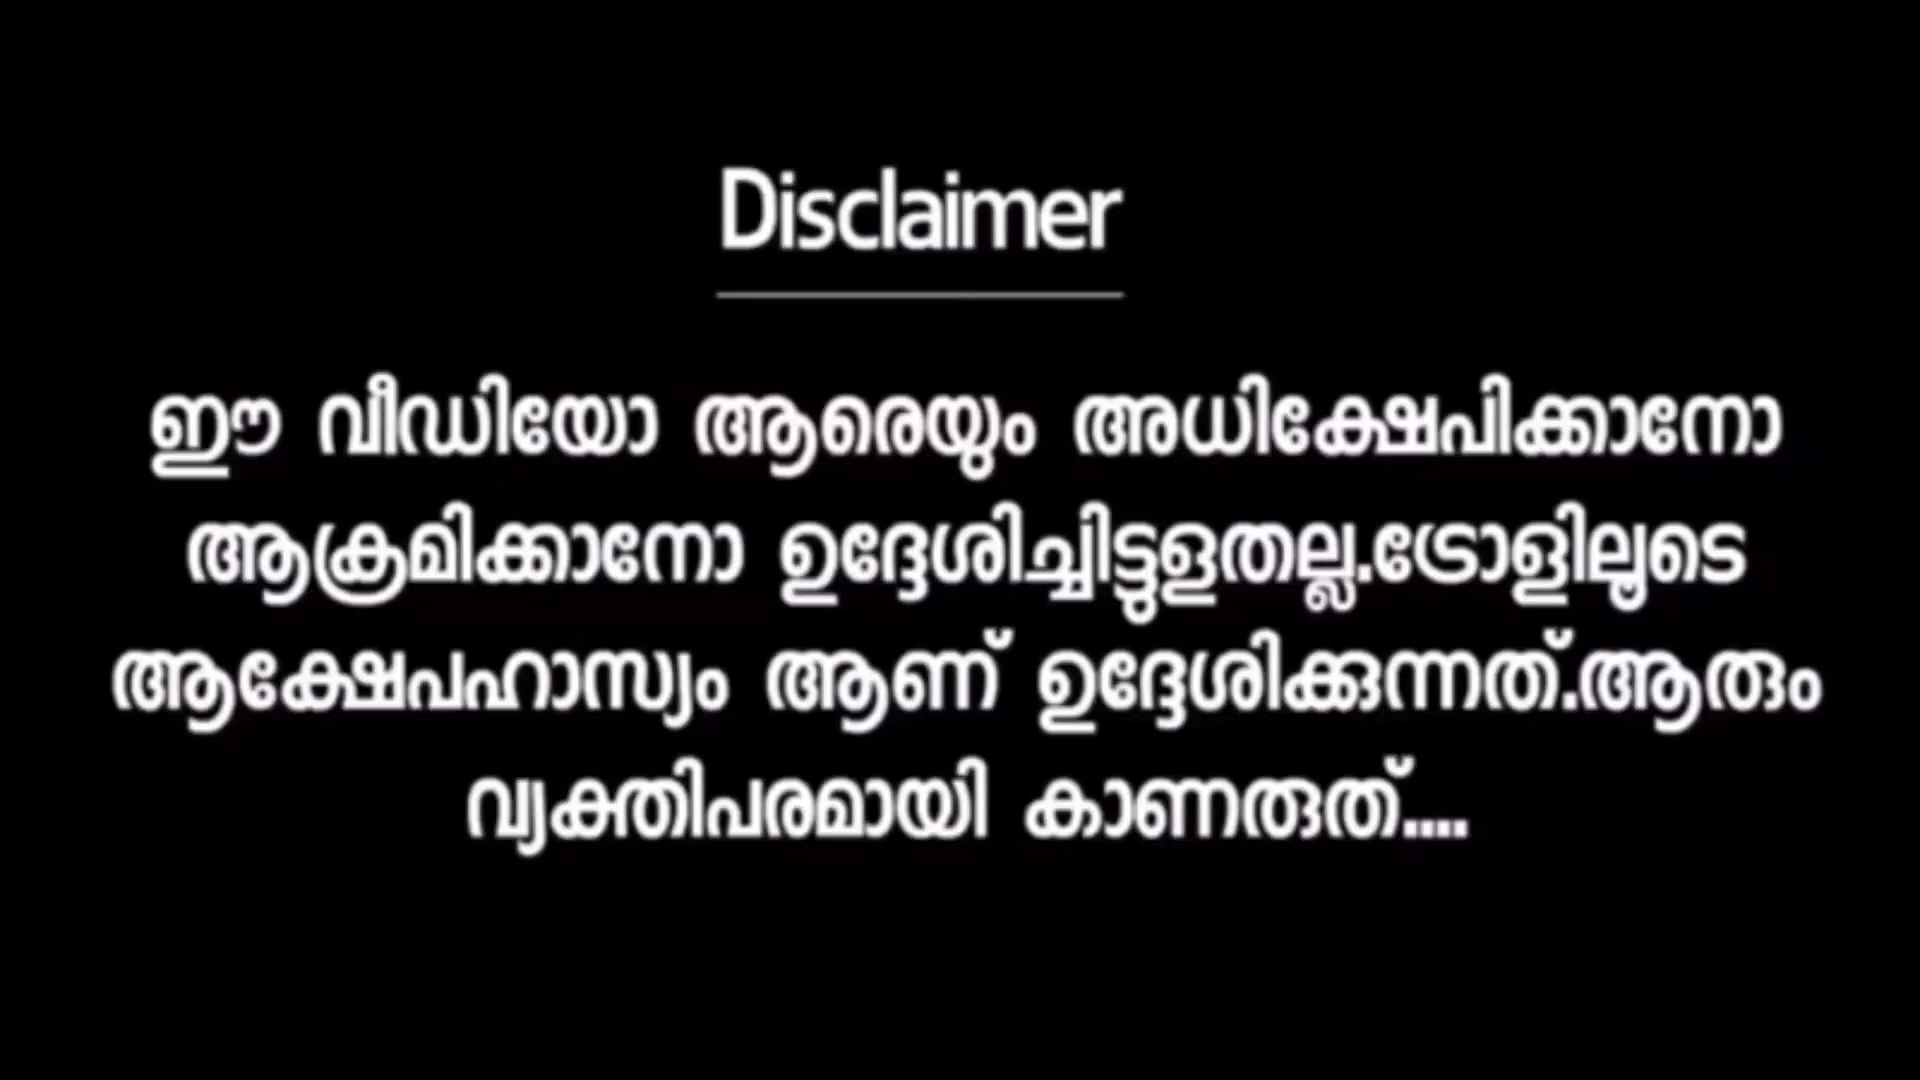 Disclaimer
ഈ വീഡിയോ ആരെയും അധിക്ഷേപിക്കാനോ
ആക്രമിക്കാനോ ഉദ്ദേശിച്ചിട്ടുളതല്ല.ട്രോളിലൂടെ
ആക്ഷേപഹാസ്യം ആണ് ഉദ്ദേശിക്കുന്നത്.ആരും
വ്യക്തിപരമായി കാണരുത്....